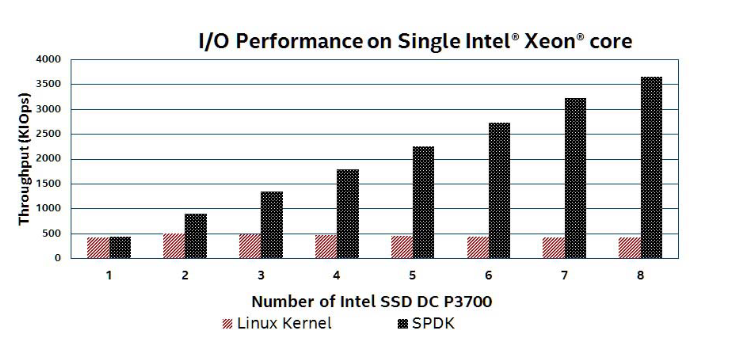 I/O Performance on Single Intel® Xeon® core
4000
3500
3000
2500
2000
1500
1000
500
0
Throughput (KIOps)
1 2 3 4 5 6 7 8
Number of Intel SSD DC P3700
Linux Kernel SPDK